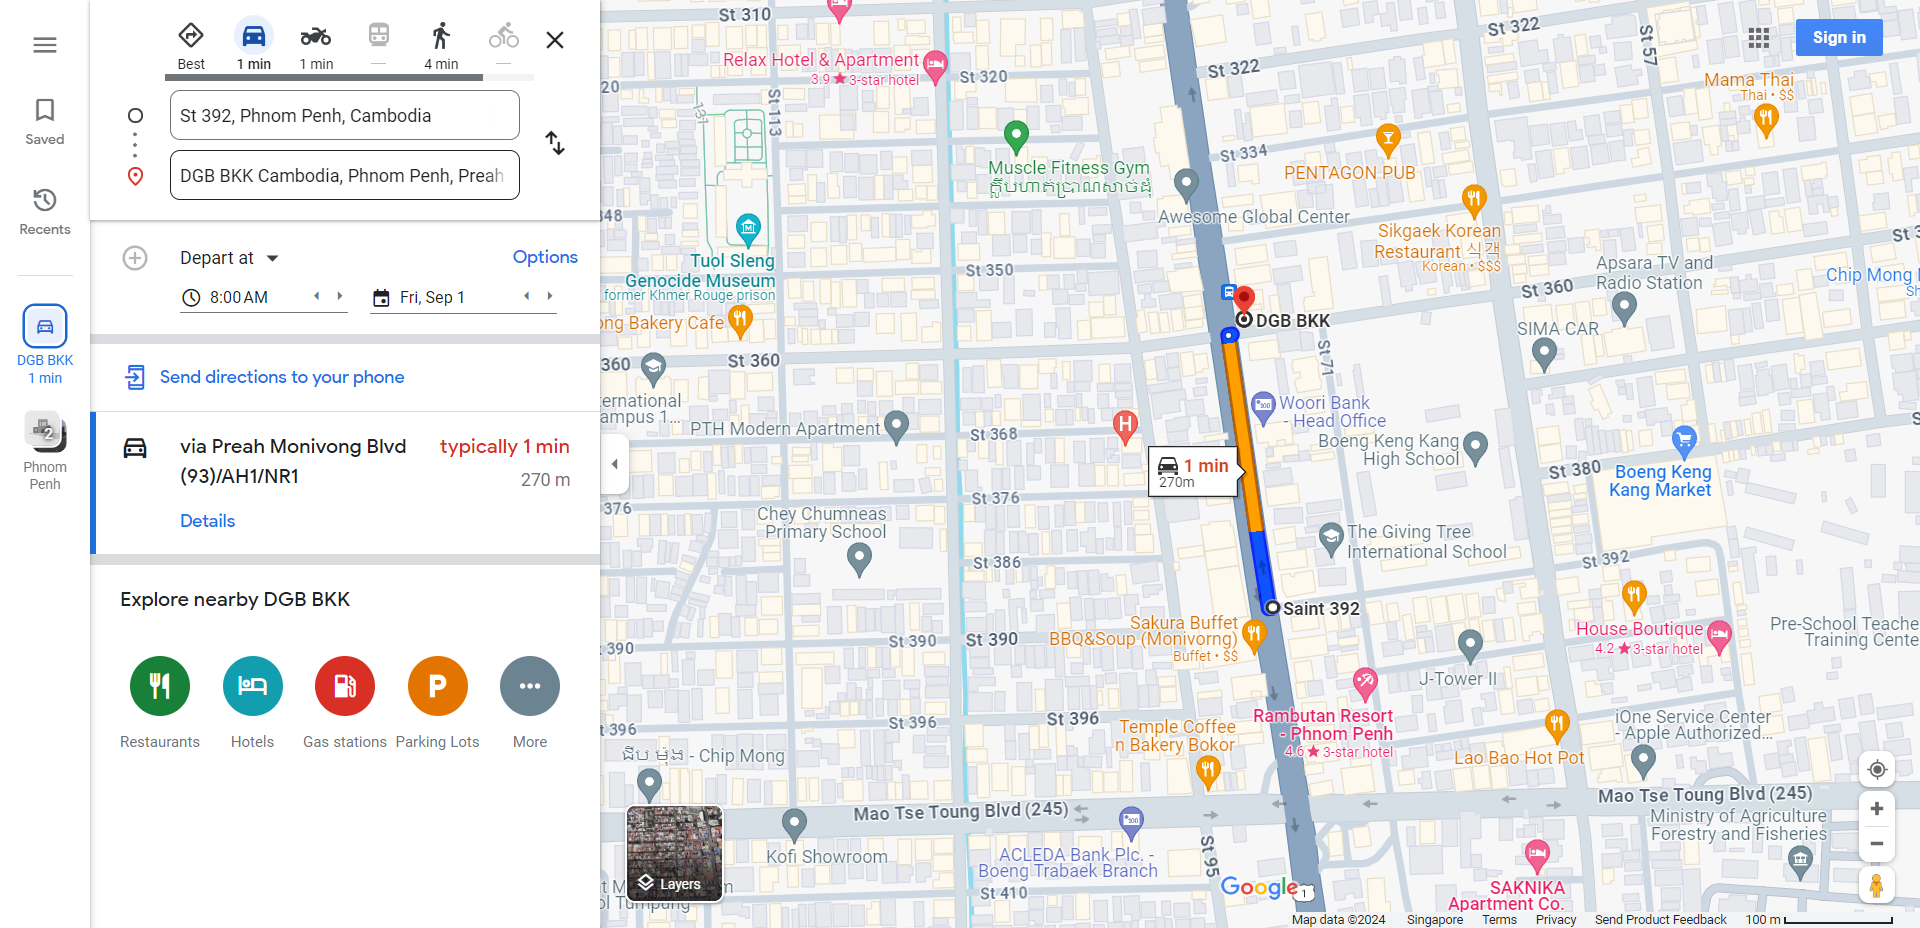 Saved
Recents
DGB BKK
1 min
2
Phnom
Penh
Best
1 min
1 min
—
4 min
—
St 392, Phnom Penh, Cambodia
DGB BKK Cambodia, Phnom Penh, Preah
Depart at
Options
8:00 AM
Fri, Sep 1
Send directions to your phone
via Preah Monivong Blvd
(93)/AH1/NR1
typically 1 min
270 m
Details
Explore nearby DGB BKK
Restaurants
Hotels
Gas stations
Parking Lots
More
Sign in
St 310
St 322
St 57
Relax Hotel & Apartment
3.9 ★ 3-star hotel
St 320
St 322
20
131
St 113
Mama Thai
Thai • $$
St 334
PENTAGON PUB
Muscle Fitness Gym
ក្លឹបហាត់ប្រាណសាច់ដុំ
Awesome Global Center
348
Sikgaek Korean
Restaurant 식객
Korean • $$$
St 3
Tuol Sleng
Genocide Museum
former Khmer Rouge prison
St 350
Apsara TV and
Radio Station
Chip Mong
Sh
St 360
ong Bakery Cafe
DGB BKK
SIMA CAR
360
St 360
St 71
ernational
ampus 1...
PTH Modern Apartment
St 368
H
Woori Bank
- Head Office
Boeng Keng Kang
High School
1 min
270m
St 380
Boeng Keng
Kang Market
376
St 376
Chey Chumneas
Primary School
The Giving Tree
International School
St 386
St 392
Saint 392
Sakura Buffet
BBQ&Soup (Monivorng)
Buffet • $$
390
St 390
St 390
House Boutique
4.2 ★ 3-star hotel
Pre-School Teache
Training Cente
J-Tower II
Rambutan Resort
- Phnom Penh
4.6 ★ 3-star hotel
t 396
St 396
St 396
Temple Coffee
n Bakery Bokor
iOne Service Center
- Apple Authorized...
Lao Bao Hot Pot
ជីប ម៉ុង - Chip Mong
Mao Tse Toung Blvd (245)
Mao Tse Toung Blvd (245)
Ministry of Agriculture
Forestry and Fisheries
Kofi Showroom
ACLEDA Bank Plc. -
Boeng Trabaek Branch
St 95
St 410
SAKNIKA
Apartment Co.
t M
ol Tumpung
Layers
Google
1
Map data ©2024
Singapore
Terms
Privacy
Send Product Feedback
100 m